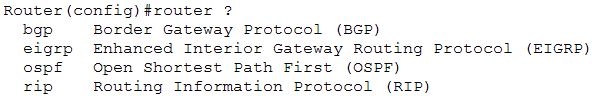 Router(config)#router ?
bgp Border Gateway Protocol (BGP)
eigrp Enhanced Interior Gateway Routing Protocol (EIGRP)
ospf Open Shortest Path First (OSPF)
rip Routing Information Protocol (RIP)